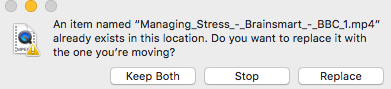 An item named “Managing_Stress_-_Brainsmart_-_BBC_1.mp4”
already exists in this location. Do you want to replace it with
the one you’re moving?
Keep Both Stop Replace